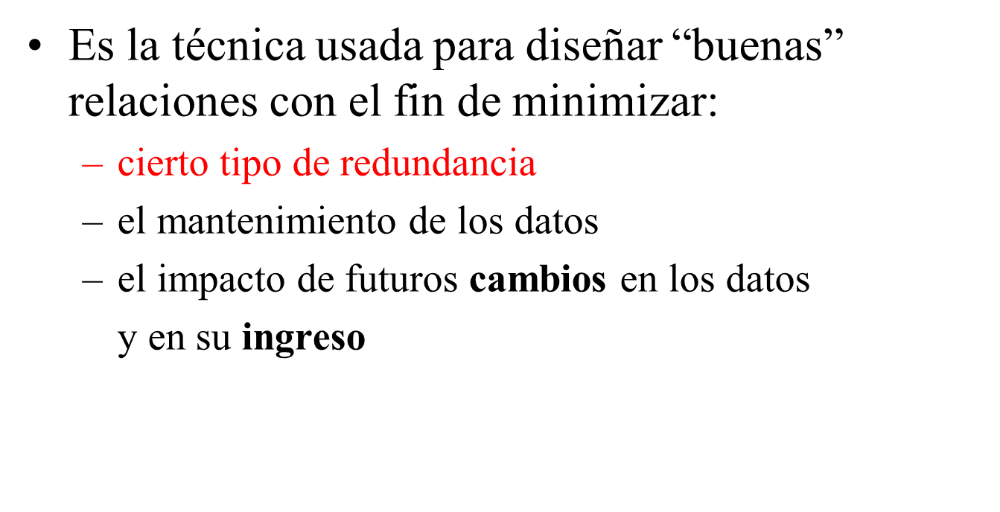 • Es la técnica usada para diseñar “buenas”
relaciones con el fin de minimizar:
– cierto tipo de redundancia
– el mantenimiento de los datos
– el impacto de futuros cambios en los datos
y en su ingreso